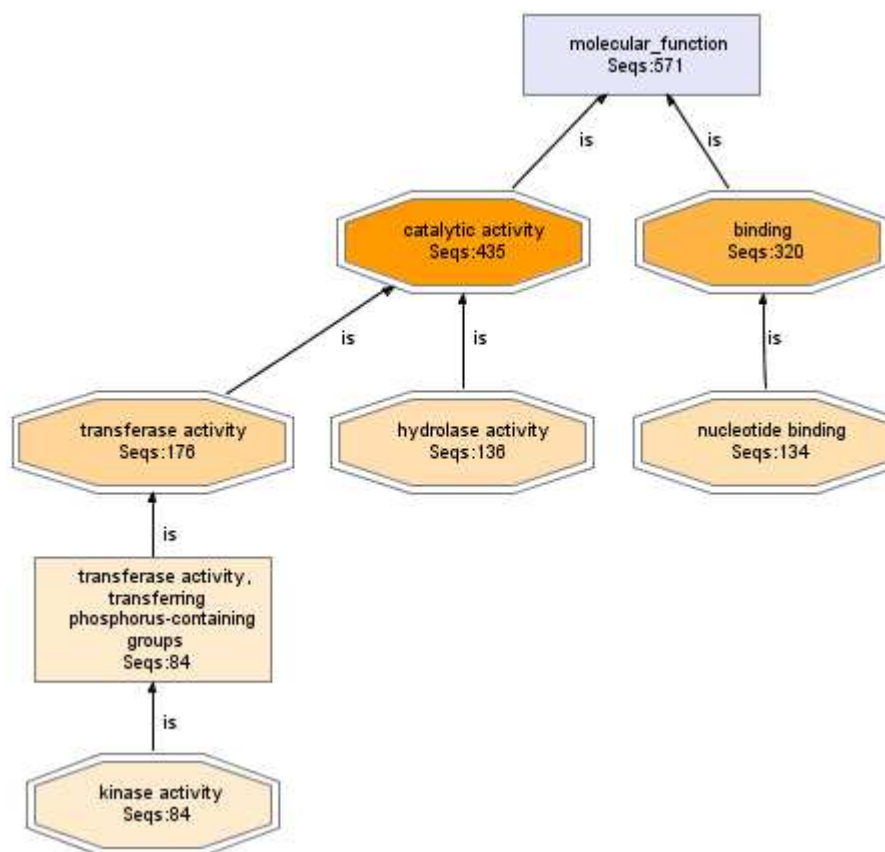 molecular_function
Seqs:571
is
is
catalytic activity
Seqs:435
binding
Seqs:320
is
is
is
transferase activity
Seqs:176
hydrolase activity
Seqs:136
nucleotide binding
Seqs:134
is
transferase activity,
transferring
phosphorus-containing
groups
Seqs:84
is
kinase activity
Seqs:84